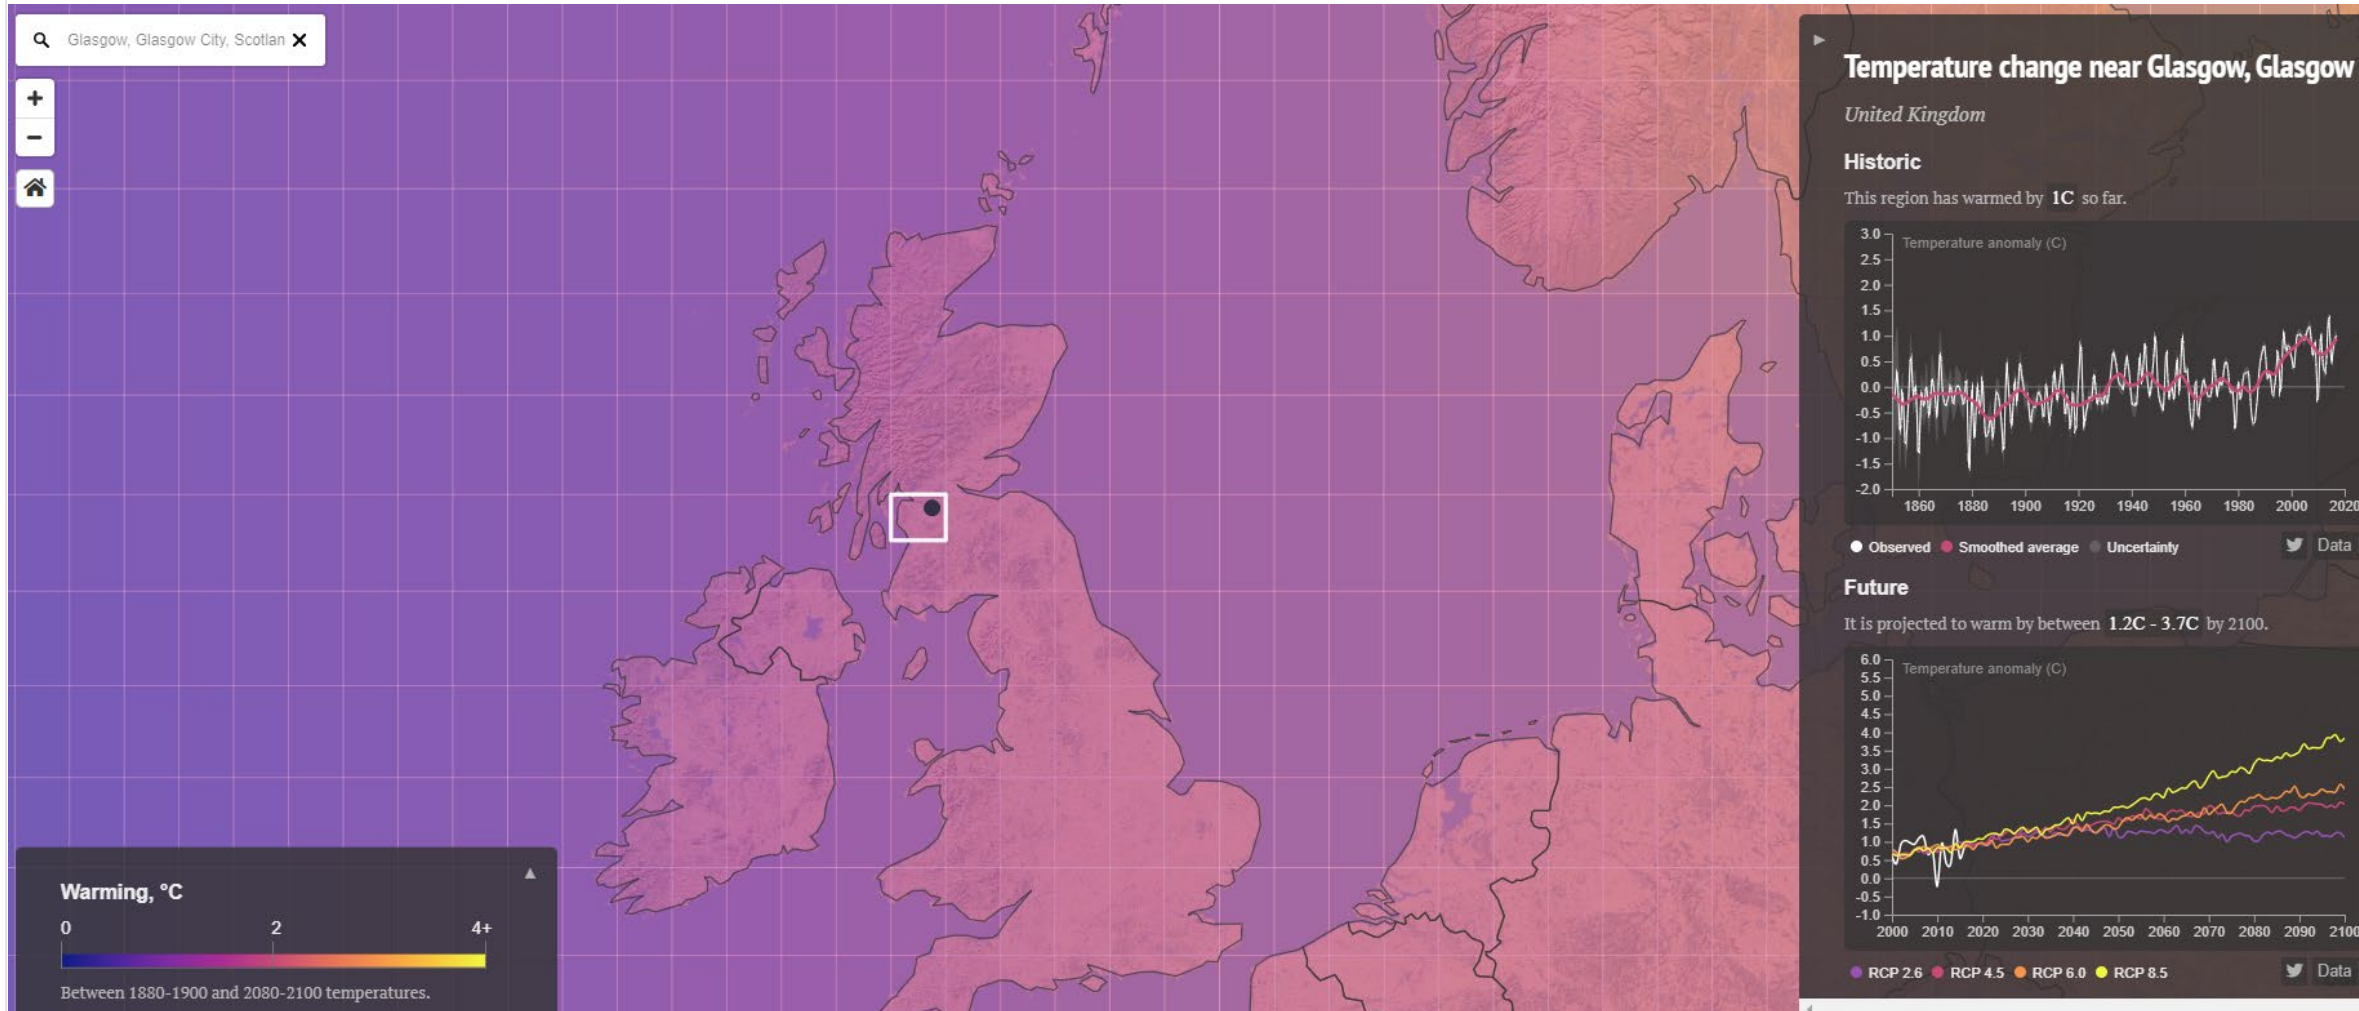 Glasgow, Glasgow City, Scotlan
+
−
Warming, °C
0 2 4+
Between 1880-1900 and 2080-2100 temperatures.
Temperature change near Glasgow, Glasgow
United Kingdom
Historic
This region has warmed by 1C so far.
Temperature anomaly (C)
3.0
2.5
2.0
1.5
1.0
0.5
0.0
-0.5
-1.0
-1.5
-2.0
1860 1880 1900 1920 1940 1960 1980 2000 2020
Observed Smoothed average Uncertainty Data
Future
It is projected to warm by between 1.2C - 3.7C by 2100.
Temperature anomaly (C)
6.0
5.5
5.0
4.5
4.0
3.5
3.0
2.5
2.0
1.5
1.0
0.5
0.0
-0.5
-1.0
2000 2010 2020 2030 2040 2050 2060 2070 2080 2090 2100
RCP 2.6 RCP 4.5 RCP 6.0 RCP 8.5 Data